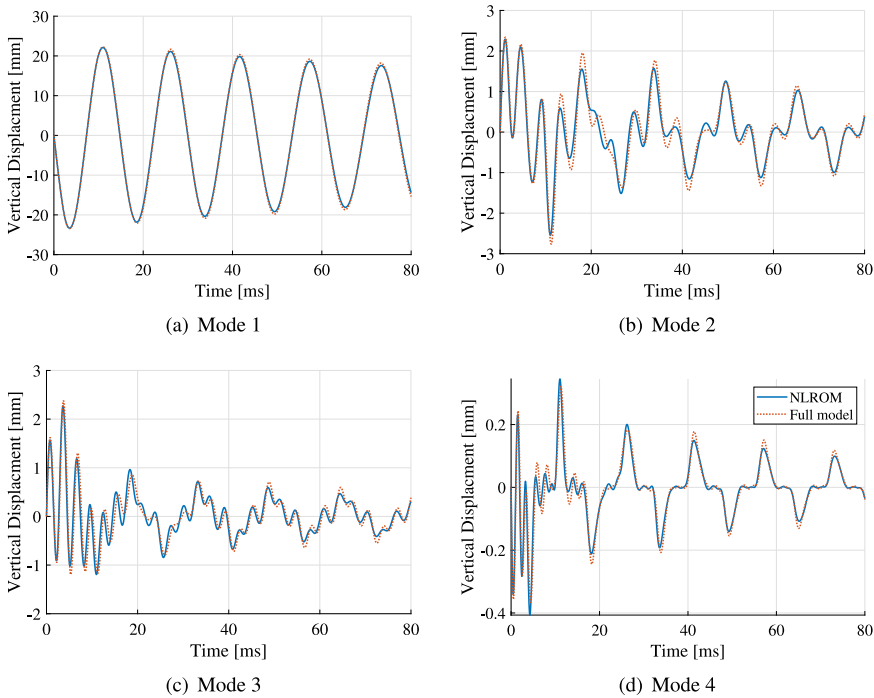 30
20
10
0
-10
-20
-30
0 20 40 60 80
Vertical Displacment [mm]
Time [ms]
(a) Mode 1
3
2
1
0
-1
-2
-3
0 20 40 60 80
Vertical Displacment [mm]
Time [ms]
(b) Mode 2
3
2
1
0
-1
-2
0 20 40 60 80
Vertical Displacment [mm]
Time [ms]
(c) Mode 3
0.2
0
-0.2
-0.4
0 20 40 60 80
Vertical Displacment [mm]
Time [ms]
NLROM
Full model
(d) Mode 4